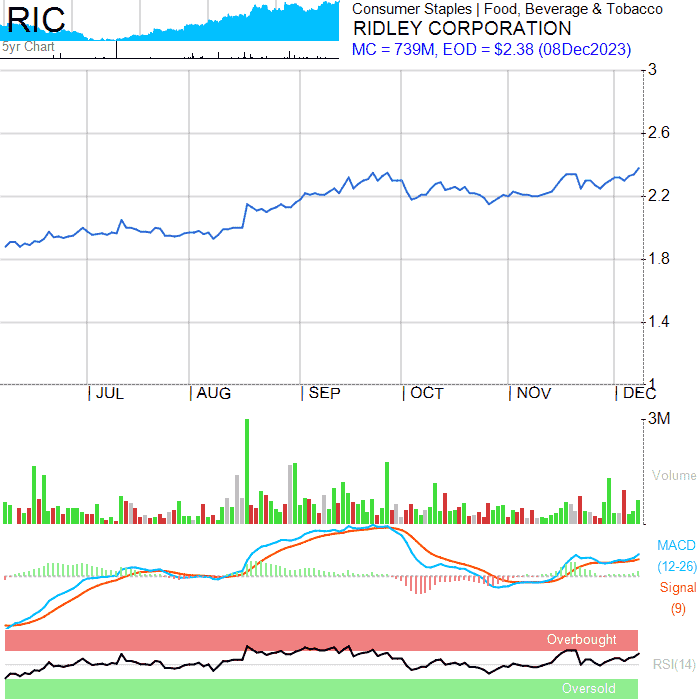 RIC
5yr Chart
Consumer Staples | Food, Beverage & Tobacco
RIDLEY CORPORATION
MC = 739M, EOD = $2.38 (08Dec2023)
3
2.6
2.2
1.8
1.4
1
JUL AUG SEP OCT NOV DEC
3M
Volume
MACD
(12-26)
Signal
(9)
Overbought
RSI(14)
Oversold